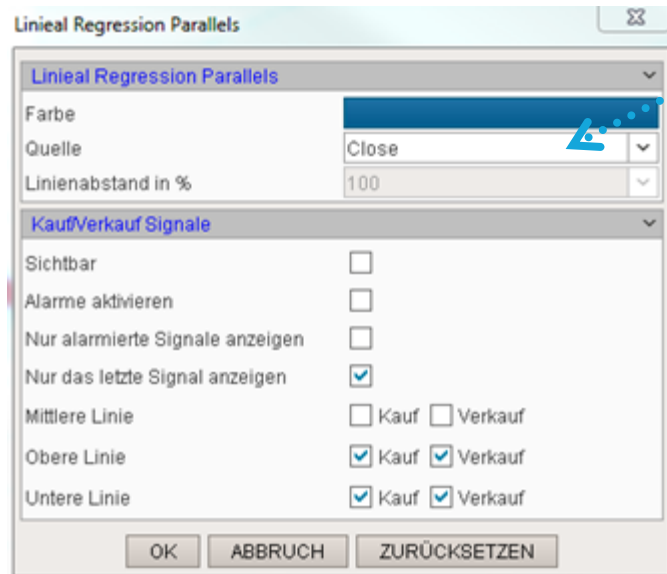 Linieal Regression Parallels
Linieal Regression Parallels
Farbe
Quelle Close
Linienabstand in % 100
Kauf/Verkauf Signale
Sichtbar
Alarme aktivieren
Nur alarmierte Signale anzeigen
Nur das letzte Signal anzeigen
Mittlere Linie Kauf Verkauf
Obere Linie Kauf Verkauf
Untere Linie Kauf Verkauf
OK ABBRUCH ZURÜCKSETZEN